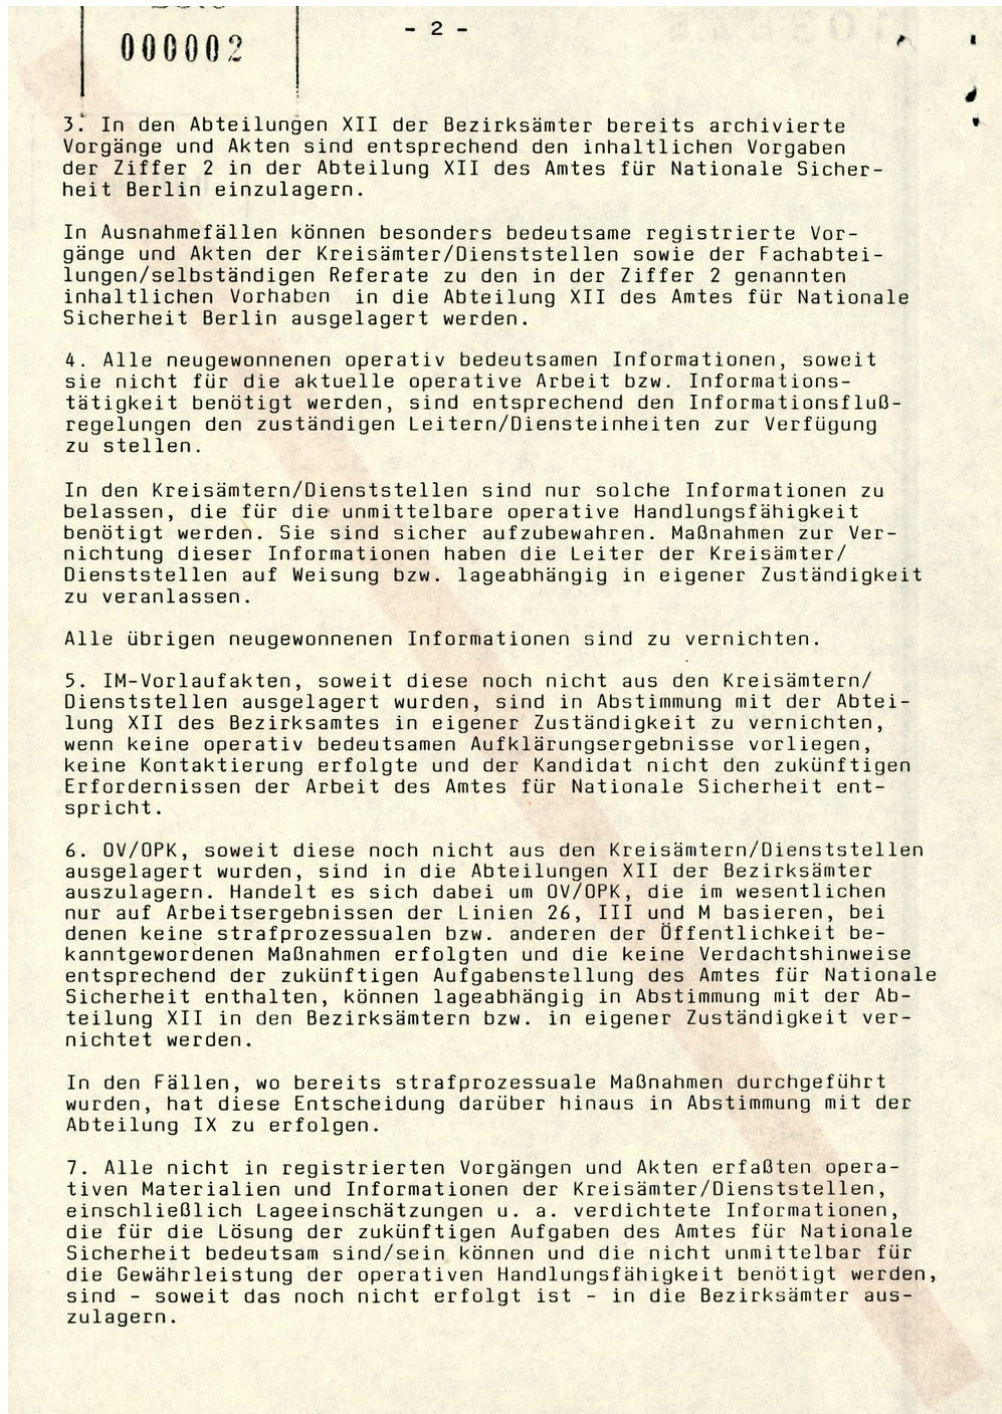 000002
- 2 -
3. In den Abteilungen XII der Bezirksämter bereits archivierte
Vorgänge und Akten sind entsprechend den inhaltlichen Vorgaben
der Ziffer 2 in der Abteilung XII des Amtes für Nationale Sicher-
heit Berlin einzulagern.
In Ausnahmefällen können besonders bedeutsame registrierte Vor-
gänge und Akten der Kreisämter/Dienststellen sowie der Fachabtei-
lungen/selbständigen Referate zu den in der Ziffer 2 genannten
inhaltlichen Vorhaben in die Abteilung XII des Amtes für Nationale
Sicherheit Berlin ausgelagert werden.
4. Alle neugewonnenen operativ bedeutsamen Informationen, soweit
sie nicht für die aktuelle operative Arbeit bzw. Informations-
tätigkeit benötigt werden, sind entsprechend den Informationsfluß-
regelungen den zuständigen Leitern/Diensteinheiten zur Verfügung
zu stellen.
In den Kreisämtern/Dienststellen sind nur solche Informationen zu
belassen, die für die unmittelbare operative Handlungsfähigkeit
benötigt werden. Sie sind sicher aufzubewahren. Maßnahmen zur Ver-
nichtung dieser Informationen haben die Leiter der Kreisämter/
Dienststellen auf Weisung bzw. lageabhängig in eigener Zuständigkeit
zu veranlassen.
Alle übrigen neugewonnenen Informationen sind zu vernichten.
5. IM-Vorlaufakten, soweit diese noch nicht aus den Kreisämtern/
Dienststellen ausgelagert wurden, sind in Abstimmung mit der Abtei-
lung XII des Bezirksamtes in eigener Zuständigkeit zu vernichten,
wenn keine operativ bedeutsamen Aufklärungsergebnisse vorliegen,
keine Kontaktierung erfolgte und der Kandidat nicht den zukünftigen
Erfordernissen der Arbeit des Amtes für Nationale Sicherheit ent-
spricht.
6. OV/OPK, soweit diese noch nicht aus den Kreisämtern/Dienststellen
ausgelagert wurden, sind in die Abteilungen XII der Bezirksämter
auszulagern. Handelt es sich dabei um OV/OPK, die im wesentlichen
nur auf Arbeitsergebnissen der Linien 26, III und M basieren, bei
denen keine strafprozessualen bzw. anderen der Öffentlichkeit be-
kanntgewordenen Maßnahmen erfolgten und die keine Verdachtshinweise
entsprechend der zukünftigen Aufgabenstellung des Amtes für Nationale
Sicherheit enthalten, können lageabhängig in Abstimmung mit der Ab-
teilung XII in den Bezirksämtern bzw. in eigener Zuständigkeit ver-
nichtet werden.
In den Fällen, wo bereits strafprozessuale Maßnahmen durchgeführt
wurden, hat diese Entscheidung darüber hinaus in Abstimmung mit der
Abteilung IX zu erfolgen.
7. Alle nicht in registrierten Vorgängen und Akten erfaßten opera-
tiven Materialien und Informationen der Kreisämter/Dienststellen,
einschließlich Lageeinschätzungen u. a. verdichtete Informationen,
die für die Lösung der zukünftigen Aufgaben des Amtes für Nationale
Sicherheit bedeutsam sind/sein können und die nicht unmittelbar für
die Gewährleistung der operativen Handlungsfähigkeit benötigt werden,
sind - soweit das noch nicht erfolgt ist - in die Bezirksämter aus-
zulagern.